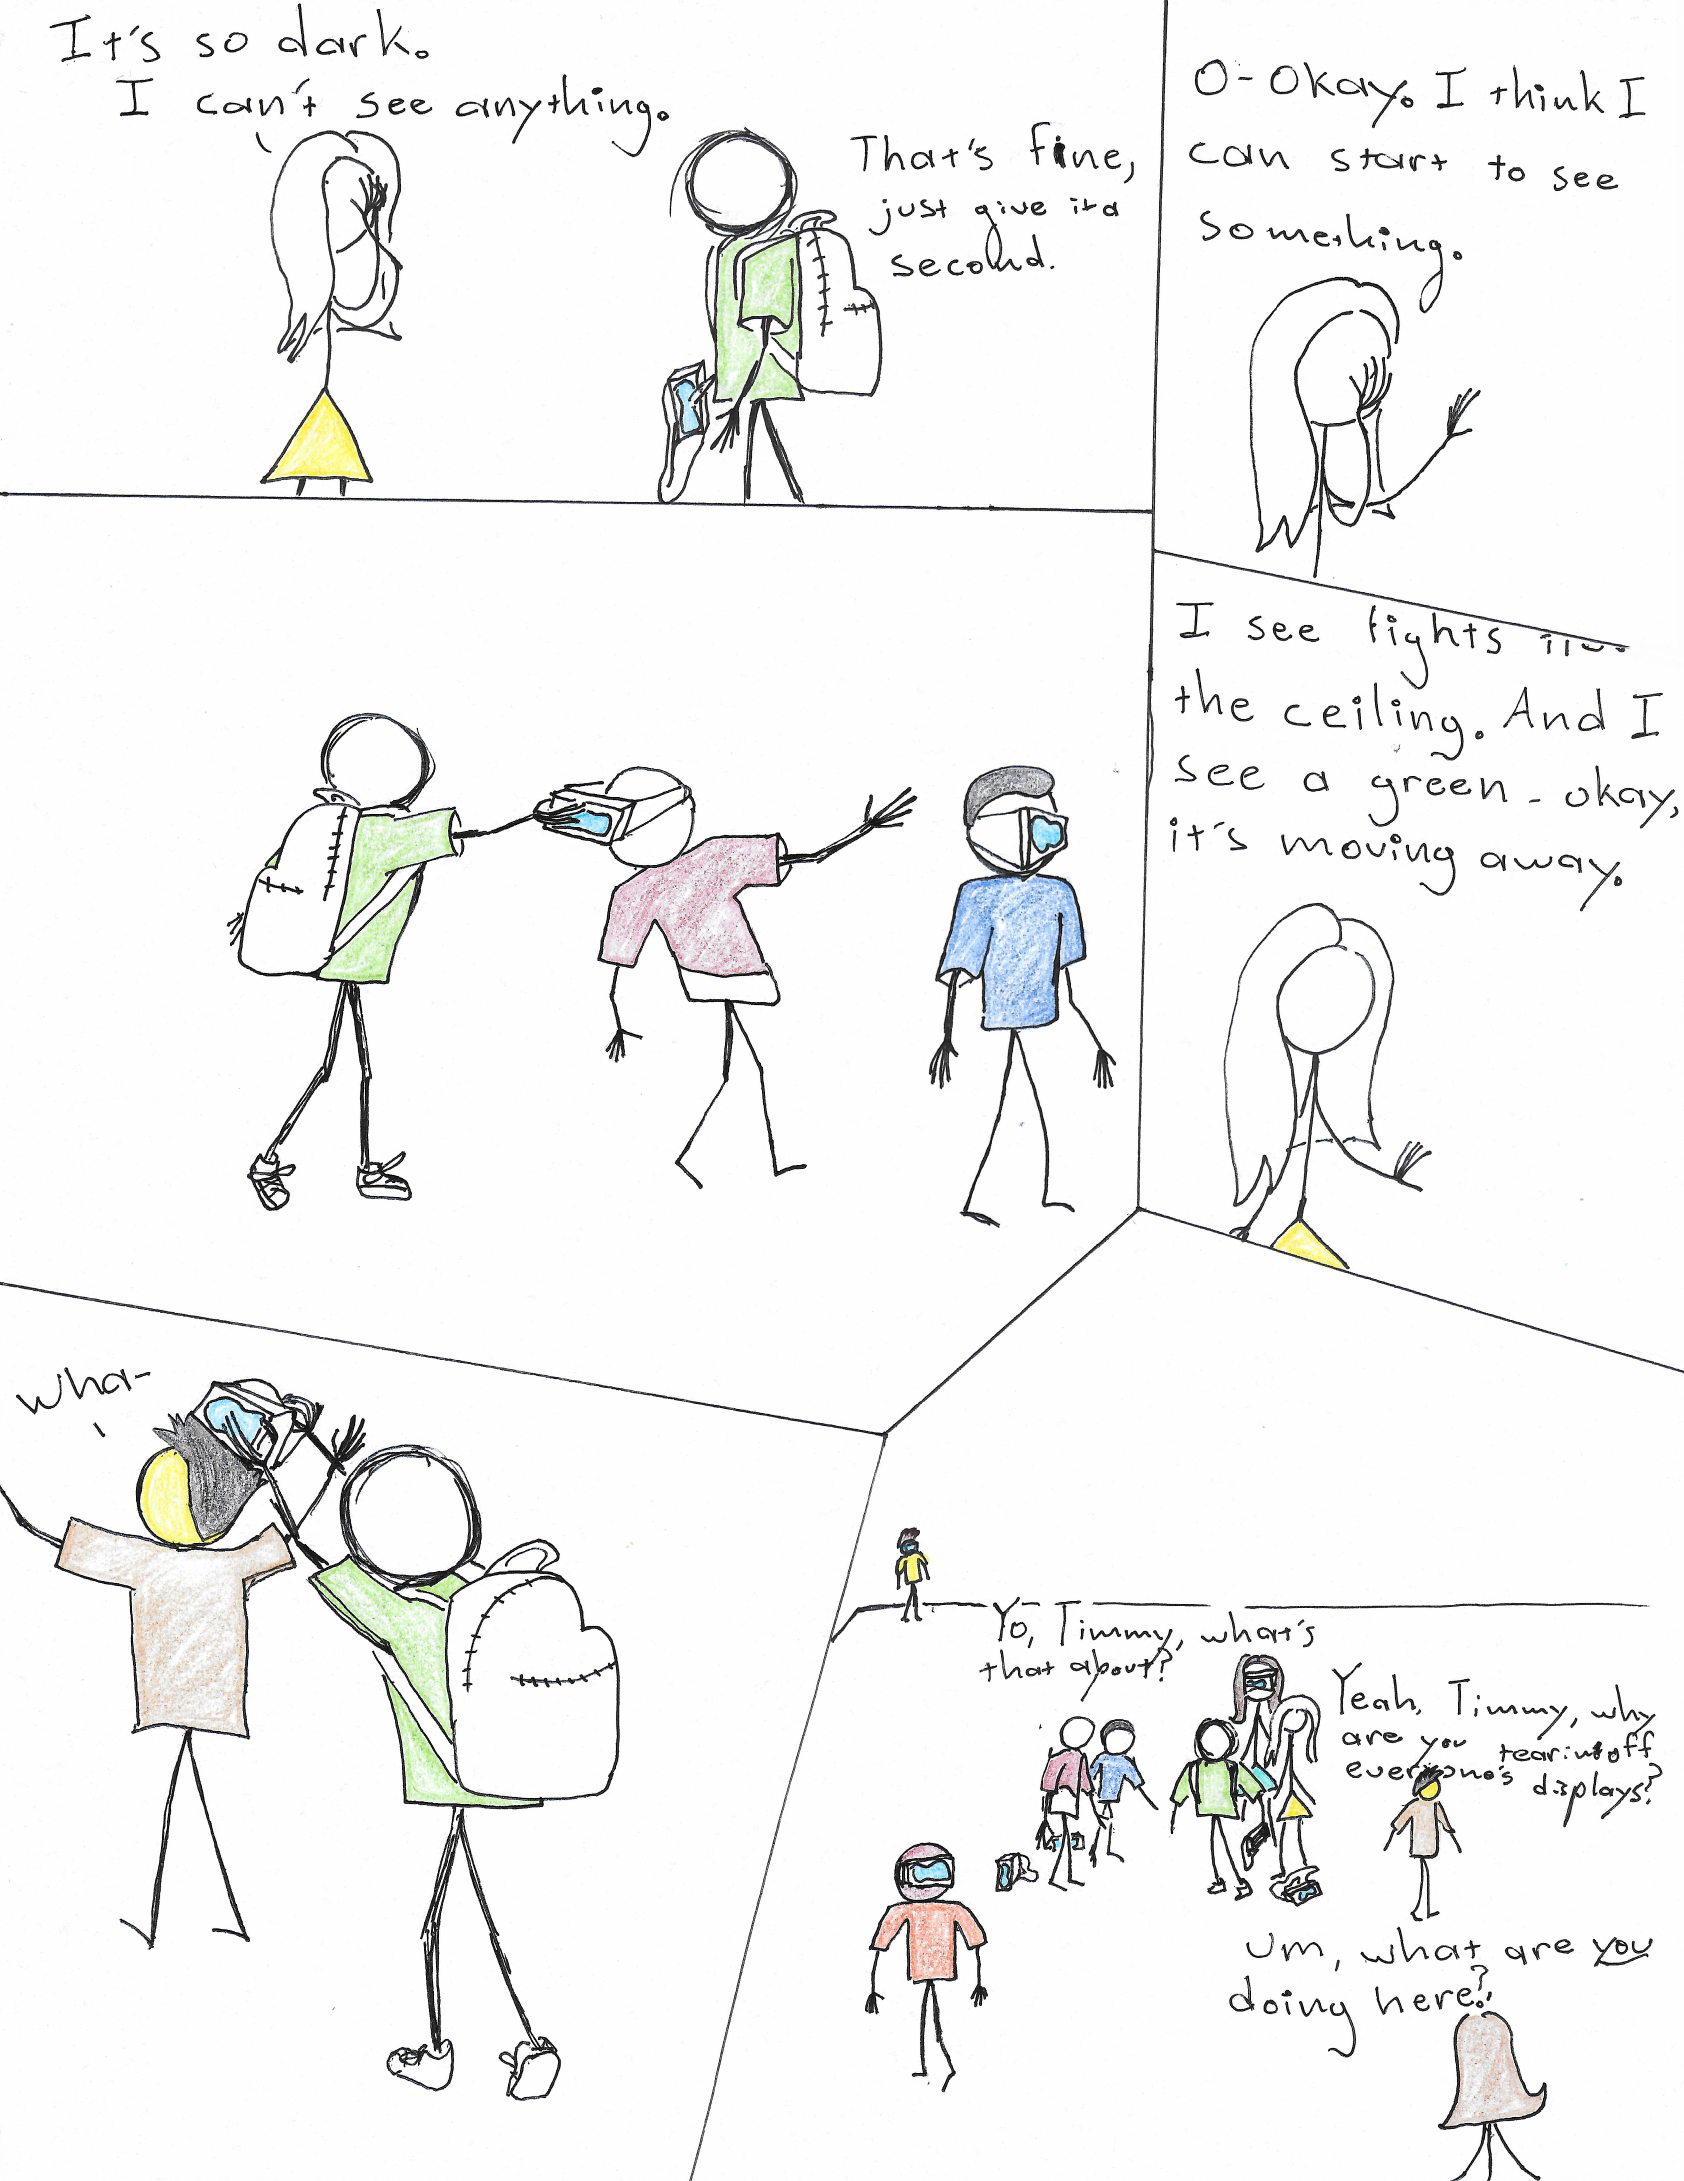 It's so dark.
I can't see anything.
That's fine,
just give it a
second.
O-Okay. I think I
can start to see
something.
I see lights
the ceiling. And I
see a green - okay,
it's moving away.
Wha-
Yo, Timmy, what's
that about?
Yeah, Timmy, why
are you tearing off
everyone's displays?
Um, what are you
doing here?